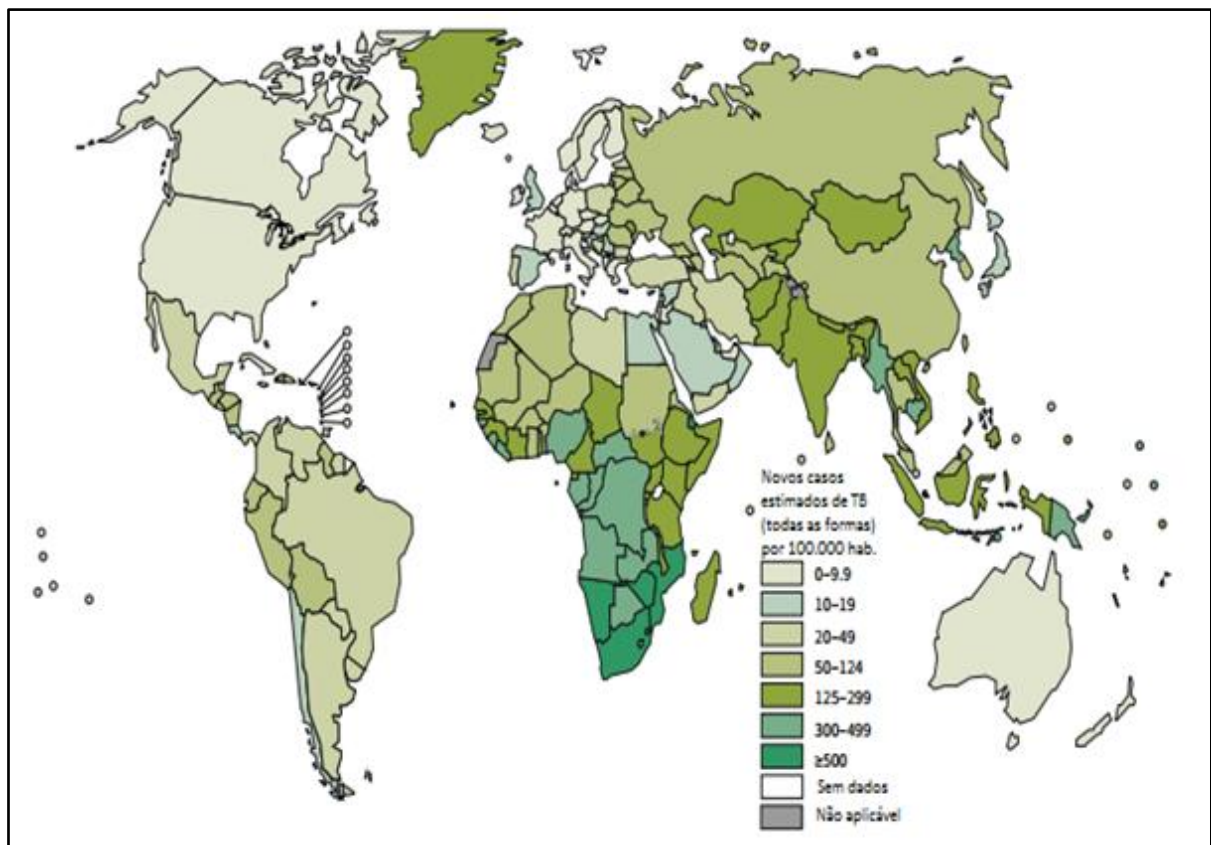 Novos casos
estimados de TB
(todas as formas)
por 100.000 hab.
0–9.9
10–19
20–49
50–124
125–299
300–499
≥500
Sem dados
Não aplicável